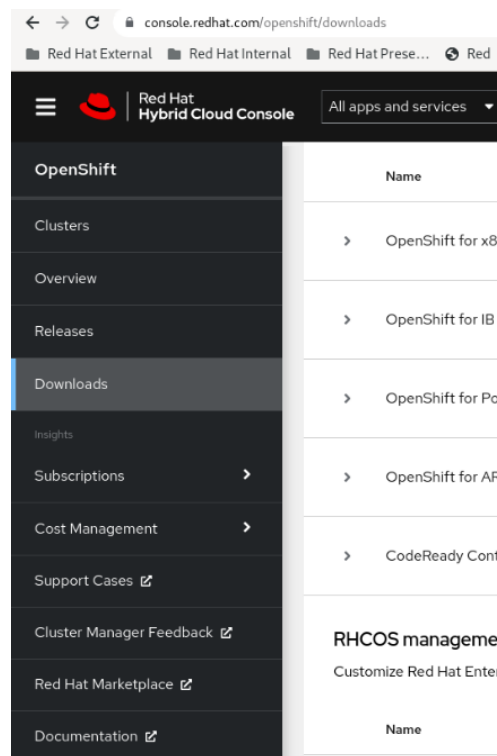 console.redhat.com/openshift/downloads
Red Hat External Red Hat Internal Red Hat Prese... Red
Red Hat
Hybrid Cloud Console
All apps and services
OpenShift
Clusters
Overview
Releases
Downloads
Insights
Subscriptions
Cost Management
Support Cases
Cluster Manager Feedback
Red Hat Marketplace
Documentation
Name
OpenShift for x8
OpenShift for IB
OpenShift for Po
OpenShift for AR
CodeReady Cont
RHCOS manageme
Customize Red Hat Enter
Name